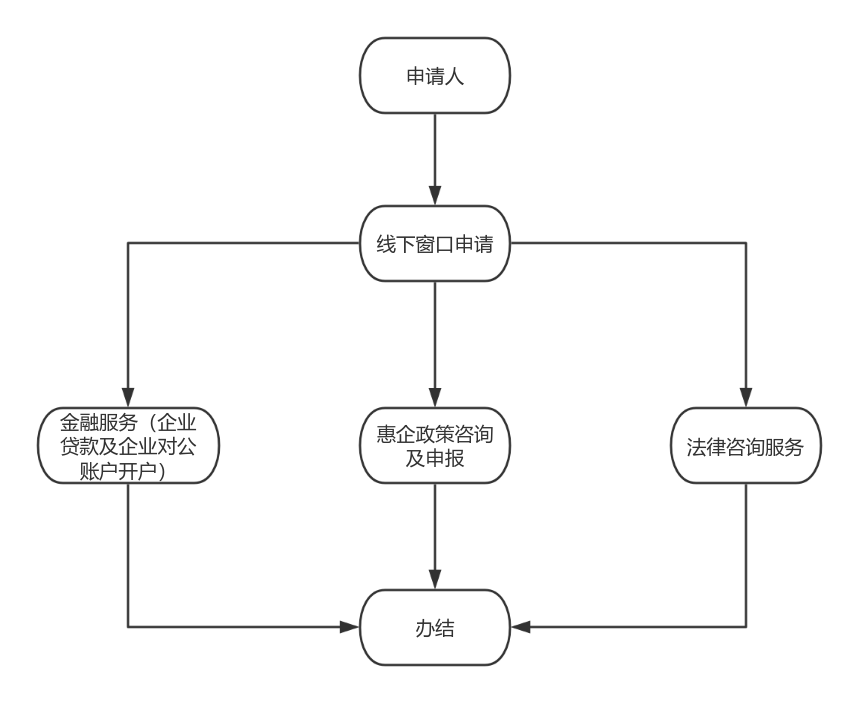 申请人
线下窗口申请
金融服务（企业
贷款及企业对公
账户开户）
惠企政策咨询
及申报
法律咨询服务
办结